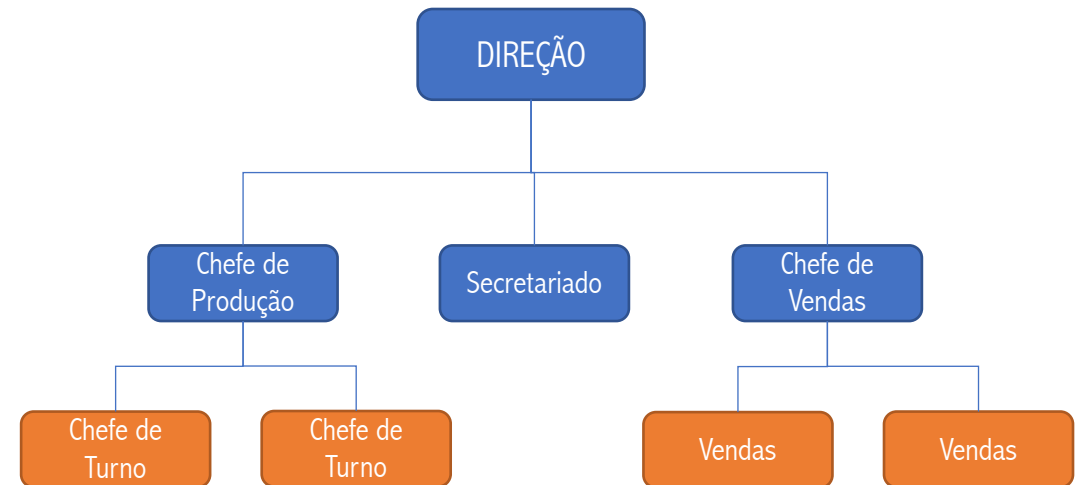 DIREÇÃO
Chefe de
Produção
Secretariado
Chefe de
Vendas
Chefe de
Turno
Chefe de
Turno
Vendas
Vendas